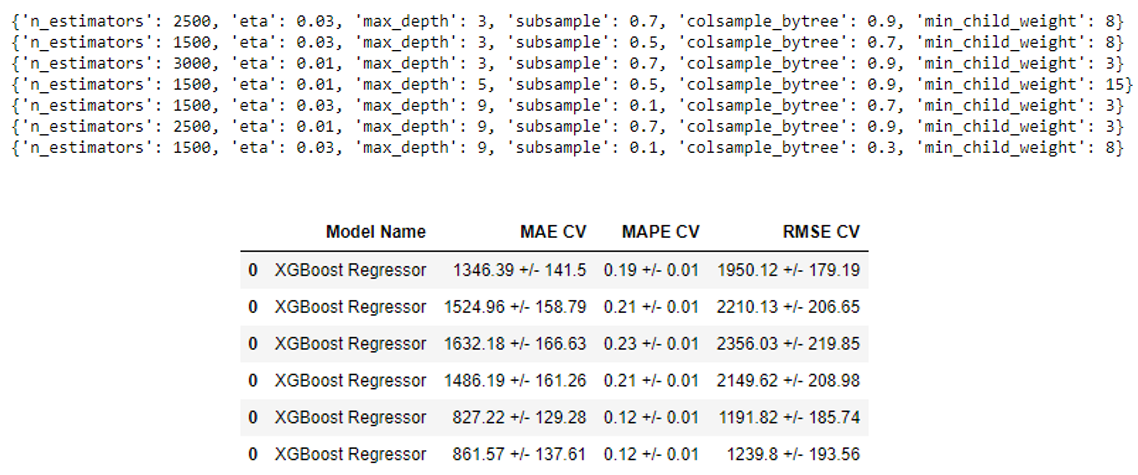 {'n_estimators': 2500, 'eta': 0.03, 'max_depth': 3, 'subsample': 0.7, 'colsample_bytree': 0.9, 'min_child_weight': 8}
{'n_estimators': 1500, 'eta': 0.03, 'max_depth': 3, 'subsample': 0.5, 'colsample_bytree': 0.7, 'min_child_weight': 8}
{'n_estimators': 3000, 'eta': 0.01, 'max_depth': 3, 'subsample': 0.7, 'colsample_bytree': 0.9, 'min_child_weight': 3}
{'n_estimators': 1500, 'eta': 0.01, 'max_depth': 5, 'subsample': 0.5, 'colsample_bytree': 0.9, 'min_child_weight': 15}
{'n_estimators': 1500, 'eta': 0.03, 'max_depth': 9, 'subsample': 0.1, 'colsample_bytree': 0.7, 'min_child_weight': 3}
{'n_estimators': 2500, 'eta': 0.01, 'max_depth': 9, 'subsample': 0.7, 'colsample_bytree': 0.9, 'min_child_weight': 3}
{'n_estimators': 1500, 'eta': 0.03, 'max_depth': 9, 'subsample': 0.1, 'colsample_bytree': 0.3, 'min_child_weight': 8}
Model Name MAE CV MAPE CV RMSE CV
0 XGBoost Regressor 1346.39 +/- 141.5 0.19 +/- 0.01 1950.12 +/- 179.19
0 XGBoost Regressor 1524.96 +/- 158.79 0.21 +/- 0.01 2210.13 +/- 206.65
0 XGBoost Regressor 1632.18 +/- 166.63 0.23 +/- 0.01 2356.03 +/- 219.85
0 XGBoost Regressor 1486.19 +/- 161.26 0.21 +/- 0.01 2149.62 +/- 208.98
0 XGBoost Regressor 827.22 +/- 129.28 0.12 +/- 0.01 1191.82 +/- 185.74
0 XGBoost Regressor 861.57 +/- 137.61 0.12 +/- 0.01 1239.8 +/- 193.56